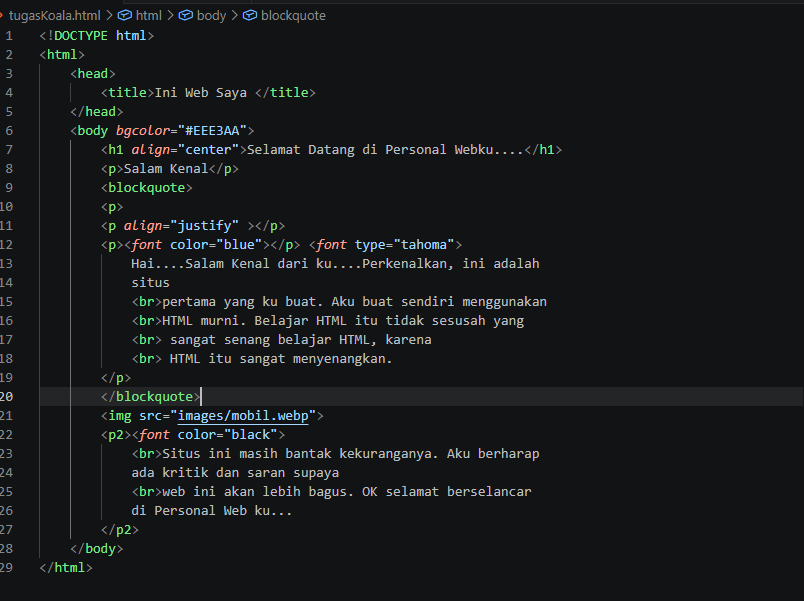 tugasKoala.html > html > body > blockquote
1 <!DOCTYPE html>
2 <html>
3 <head>
4 <title>Ini Web Saya </title>
5 </head>
6 <body bgcolor="#EEE3AA">
7 <h1 align="center">Selamat Datang di Personal Webku....</h1>
8 <p>Salam Kenal</p>
9 <blockquote>
10 <p>
11 <p align="justify" ></p>
12 <p><font color="blue"></p> <font type="tahoma">
13 Hai....Salam Kenal dari ku....Perkenalkan, ini adalah
14 situs
15 <br>pertama yang ku buat. Aku buat sendiri menggunakan
16 <br>HTML murni. Belajar HTML itu tidak sesusah yang
17 <br> sangat senang belajar HTML, karena
18 <br> HTML itu sangat menyenangkan.
19 </p>
20 </blockquote>
21 <img src="images/mobil.webp">
22 <p2><font color="black">
23 <br>Situs ini masih bantak kekuranganya. Aku berharap
24 ada kritik dan saran supaya
25 <br>web ini akan lebih bagus. OK selamat berselancar
26 di Personal Web ku...
27 </p2>
28 </body>
29 </html>